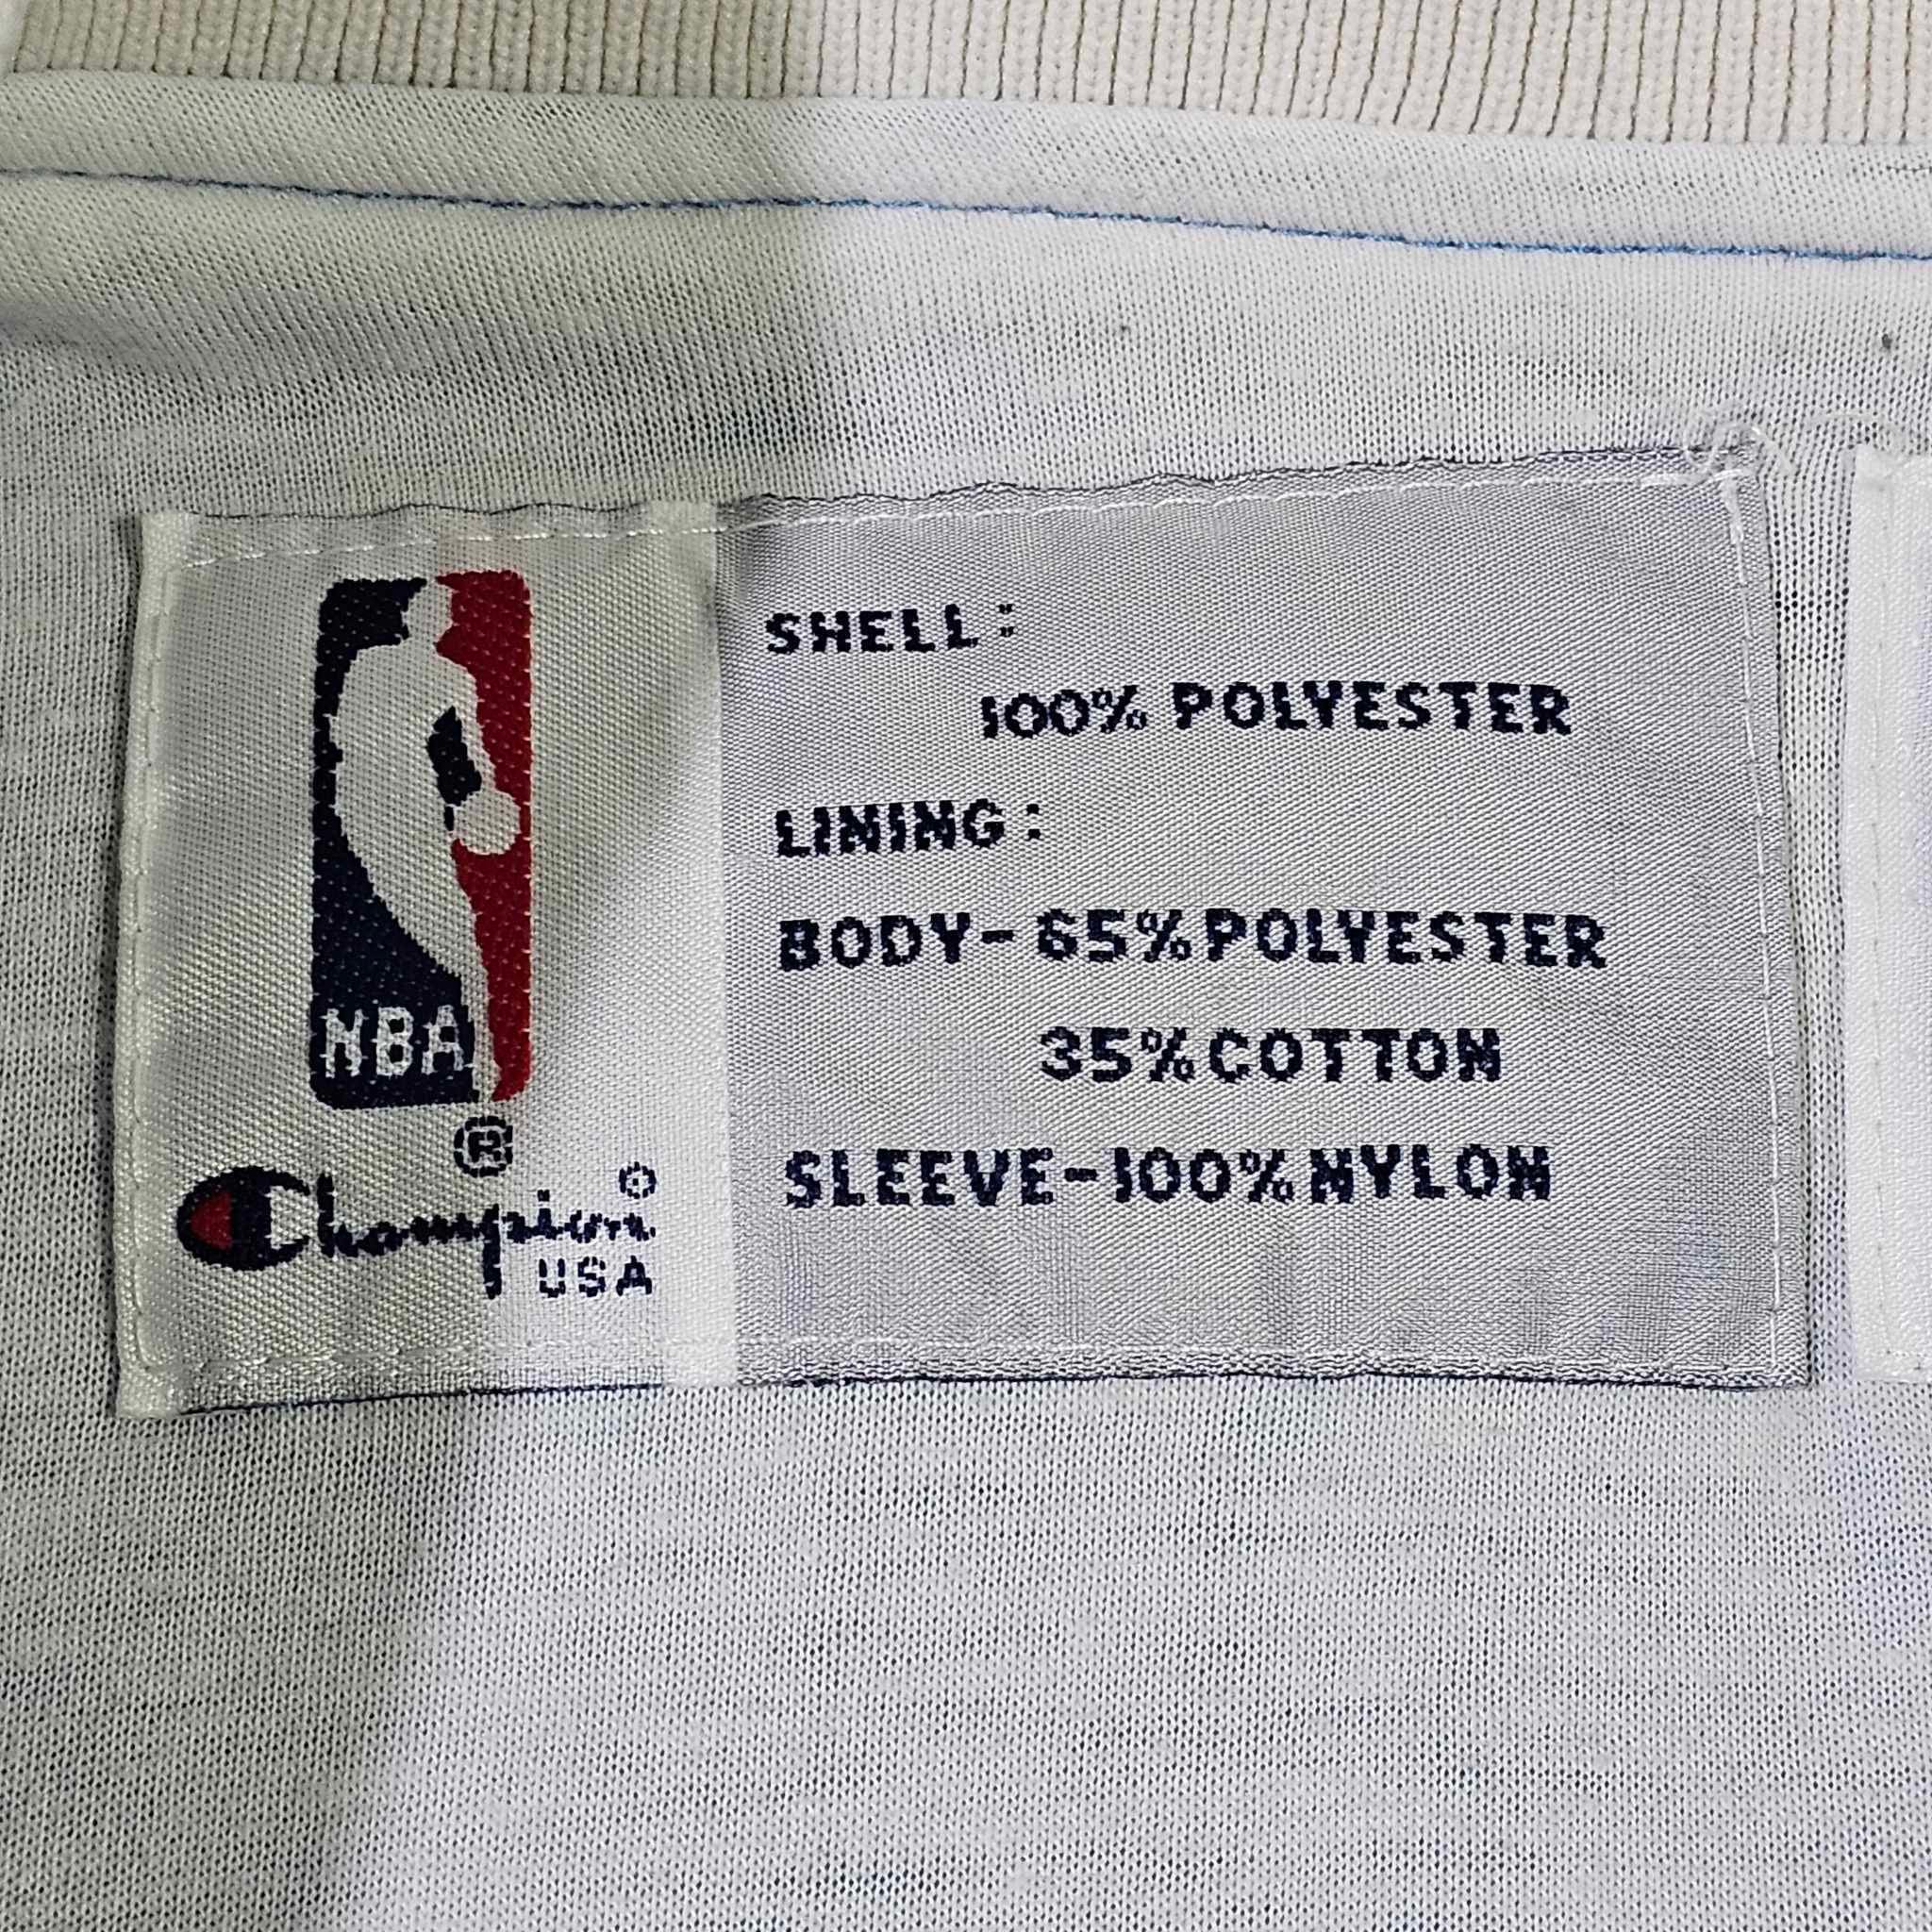 NBA
®
Champion ©
USA
SHELL:
100% POLYESTER
LINING:
BODY-65% POLYESTER
35% COTTON
SLEEVE-100% NYLON